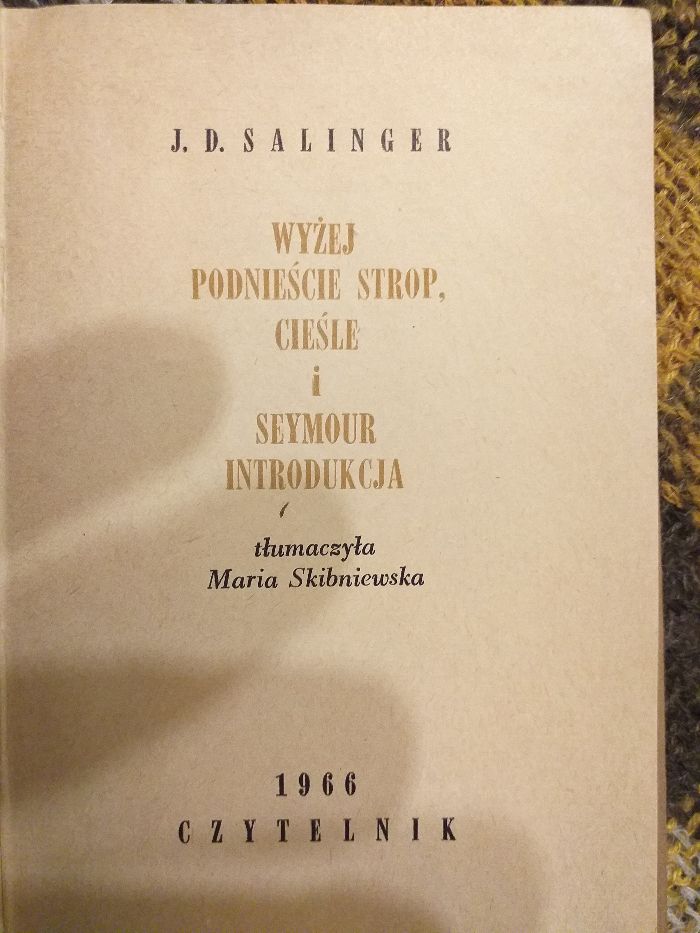 J. D. SALINGER
WYŻEJ
PODNIEŚCIE STROP,
CIEŚLE
i
SEYMOUR
INTRODUKCJA
tłumaczyła
Maria Skibniewska
1966
CZYTELNIK